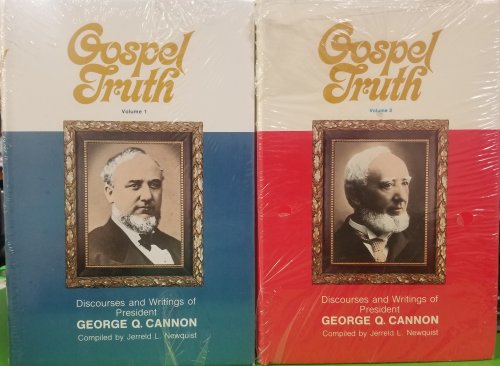 Gospel
Truth
Volume 1
Discourses and Writings of
President
GEORGE Q. CANNON
Compiled by Jerreld L. Newquist
Gospel
Truth
Volume 2
Discourses and Writings of
President
GEORGE Q. CANNON
Compiled by Jerreld L. Newquist